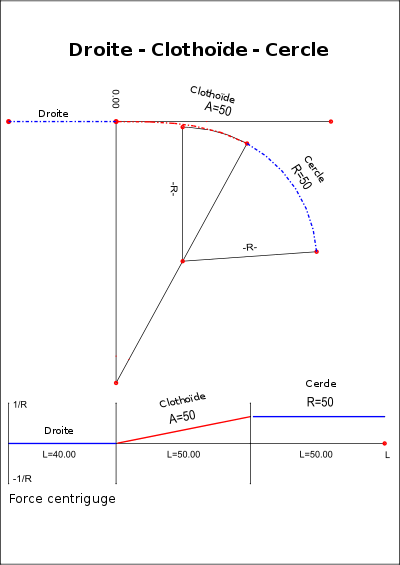 Droite - Clothoïde - Cercle
0.00
Clothoïde
A=50
Droite
Cercle
R=50
-R-
-R-
Cercle
R=50
Clothoïde
A=50
1/R
Droite
L=40.00
L=50.00
L=50.00
L
-1/R
Force centriguge